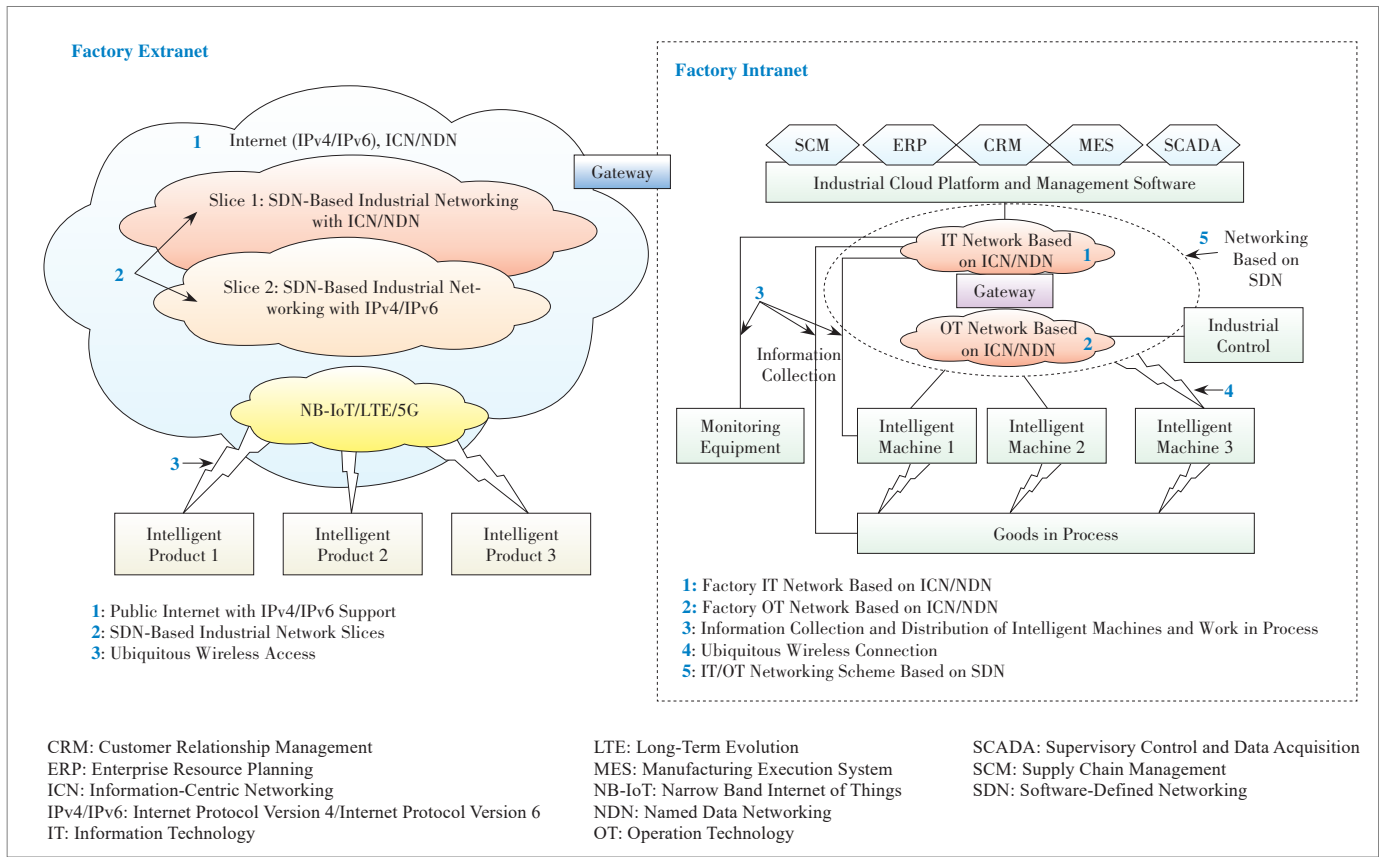 Factory Extranet
1 Internet (IPv4/IPv6), ICN/NDN
Slice 1: SDN-Based Industrial Networking
with ICN/NDN
2
Slice 2: SDN-Based Industrial Net-
working with IPv4/IPv6
NB-IoT/LTE/5G
3
Intelligent
Product 1
Intelligent
Product 2
Intelligent
Product 3
1: Public Internet with IPv4/IPv6 Support
2: SDN-Based Industrial Network Slices
3: Ubiquitous Wireless Access
Gateway
Factory Intranet
SCM
ERP
CRM
MES
SCADA
Industrial Cloud Platform and Management Software
IT Network Based
on ICN/NDN 1
5 Networking
Based on
SDN
Gateway
3
Information
Collection
OT Network Based
on ICN/NDN 2
Industrial
Control
4
Monitoring
Equipment
Intelligent
Machine 1
Intelligent
Machine 2
Intelligent
Machine 3
Goods in Process
1: Factory IT Network Based on ICN/NDN
2: Factory OT Network Based on ICN/NDN
3: Information Collection and Distribution of Intelligent Machines and Work in Process
4: Ubiquitous Wireless Connection
5: IT/OT Networking Scheme Based on SDN
CRM: Customer Relationship Management
ERP: Enterprise Resource Planning
ICN: Information-Centric Networking
IPv4/IPv6: Internet Protocol Version 4/Internet Protocol Version 6
IT: Information Technology
LTE: Long-Term Evolution
MES: Manufacturing Execution System
NB-IoT: Narrow Band Internet of Things
NDN: Named Data Networking
OT: Operation Technology
SCADA: Supervisory Control and Data Acquisition
SCM: Supply Chain Management
SDN: Software-Defined Networking